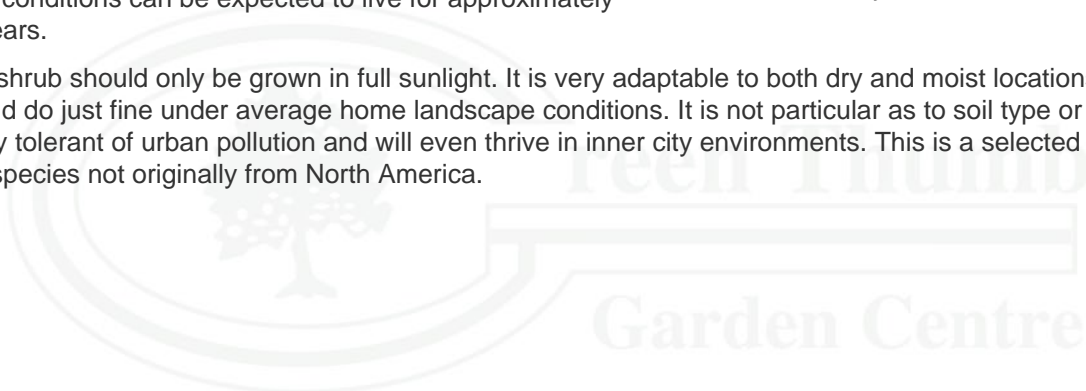 conditions can be expected to live for approximately
ears.
shrub should only be grown in full sunlight. It is very adaptable to both dry and moist location
d do just fine under average home landscape conditions. It is not particular as to soil type or
y tolerant of urban pollution and will even thrive in inner city environments. This is a selected
species not originally from North America.
reen Thumb
Garden Centre